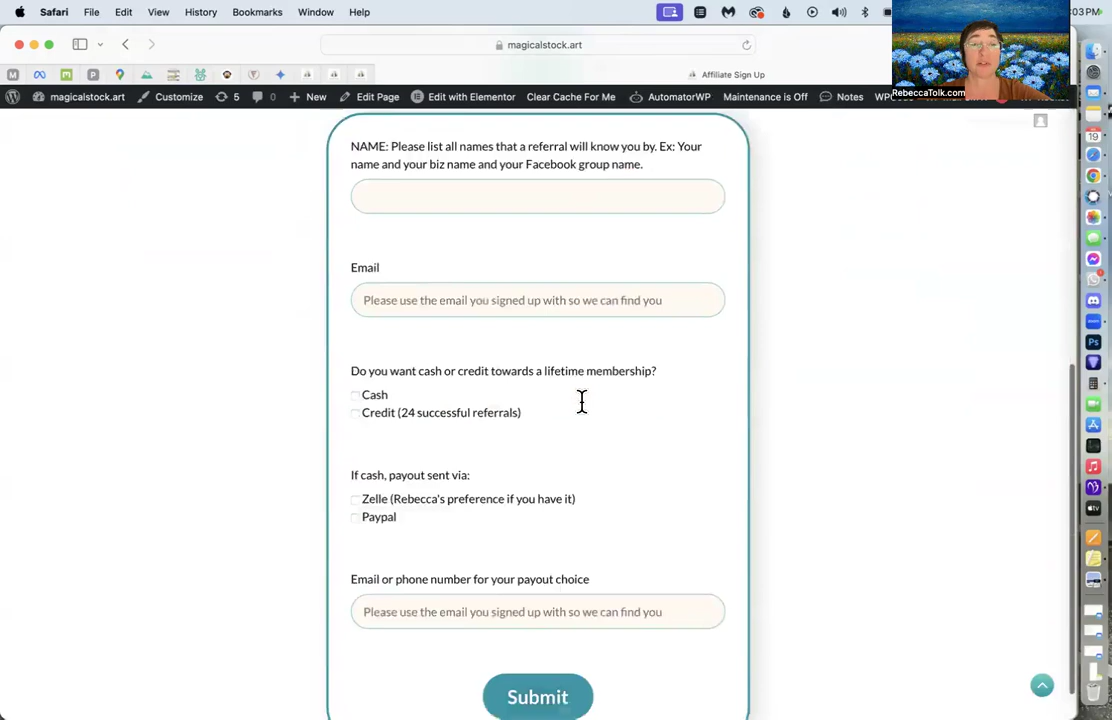 Safari File Edit View History Bookmarks Window Help
:03 PM
magicalstock.art
Affiliate Sign Up
RebeccaTolk.com
magicalstock.art Customize 5 0 New Edit Page Edit with Elementor Clear Cache For Me AutomatorWP Maintenance is Off Notes
NAME: Please list all names that a referral will know you by. Ex: Your
name and your biz name and your Facebook group name.
Email
Please use the email you signed up with so we can find you
Do you want cash or credit towards a lifetime membership?
Cash
Credit (24 successful referrals)
If cash, payout sent via:
Zelle (Rebecca's preference if you have it)
Paypal
Email or phone number for your payout choice
Please use the email you signed up with so we can find you
Submit